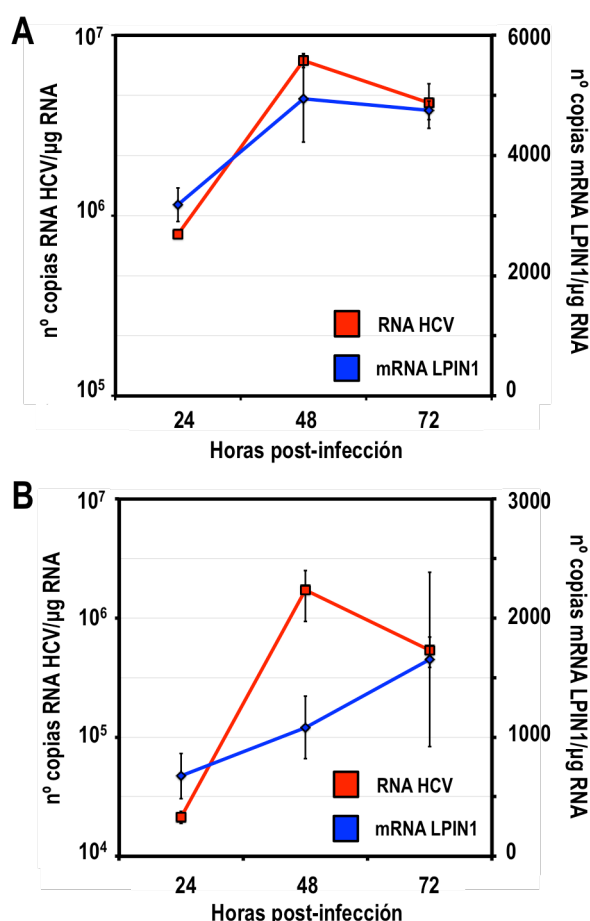 A
10⁷
10⁶
10⁵
nº copias RNA HCV/µg RNA
6000
4000
2000
0
nº copias mRNA LPIN1/µg RNA
RNA HCV
mRNA LPIN1
24 48 72
Horas post-infección
B
10⁷
10⁶
10⁵
10⁴
nº copias RNA HCV/µg RNA
3000
2000
1000
0
nº copias mRNA LPIN1/µg RNA
RNA HCV
mRNA LPIN1
24 48 72
Horas post-infección